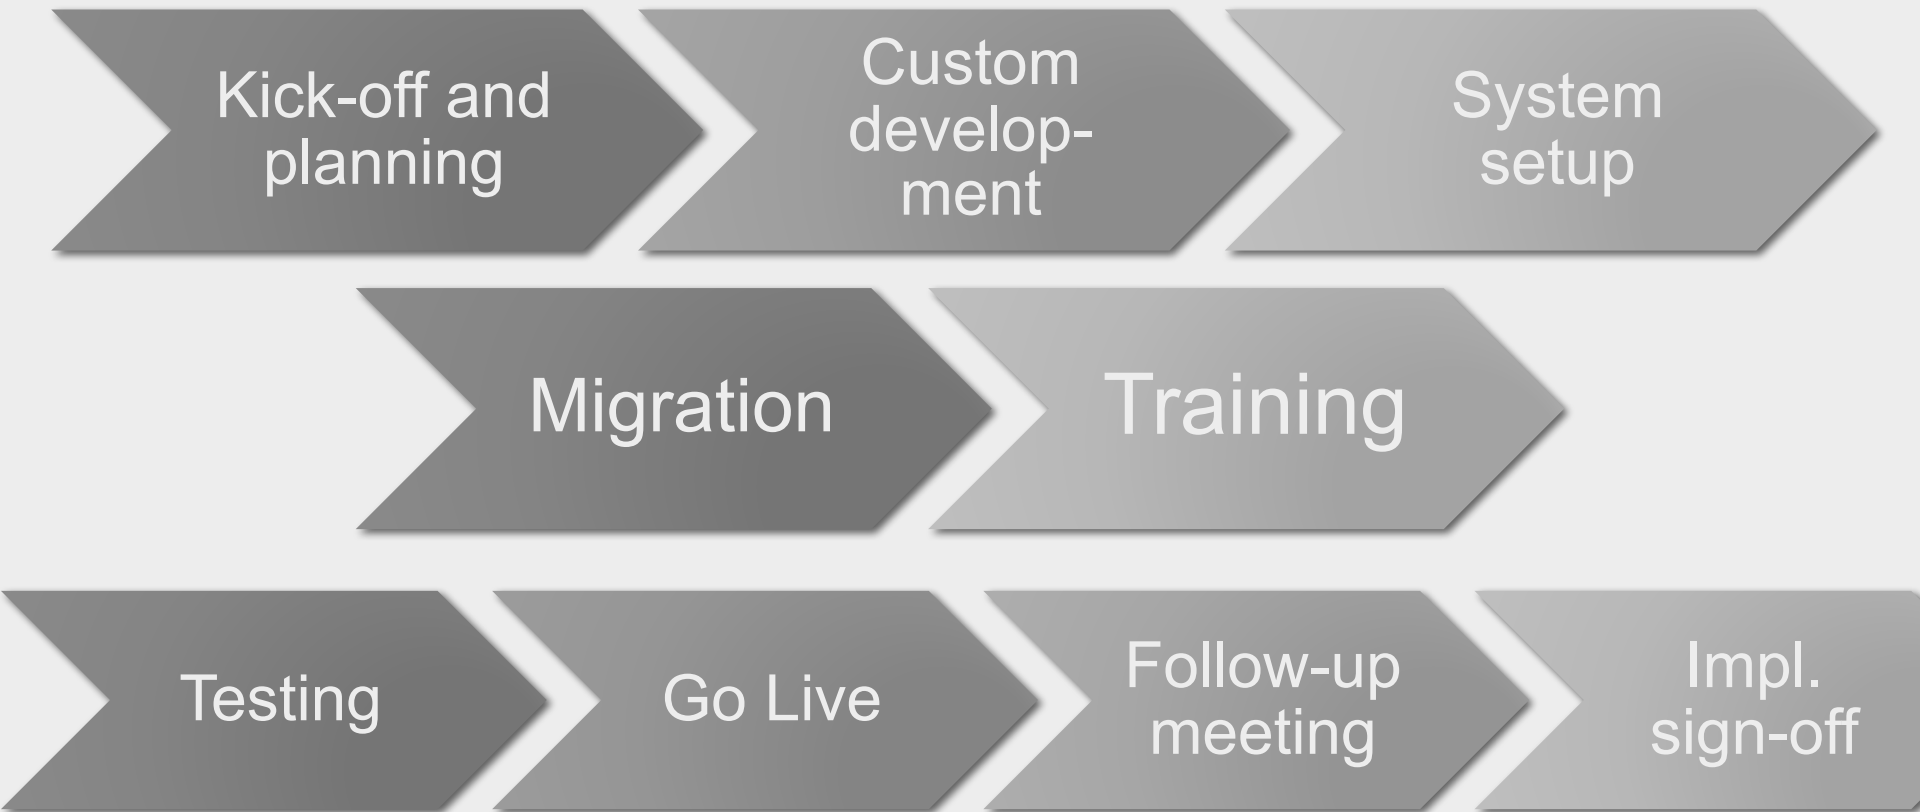 Kick-off and
planning
Custom
develop-
ment
System
setup
Migration
Training
Testing
Go Live
Follow-up
meeting
Impl.
sign-off